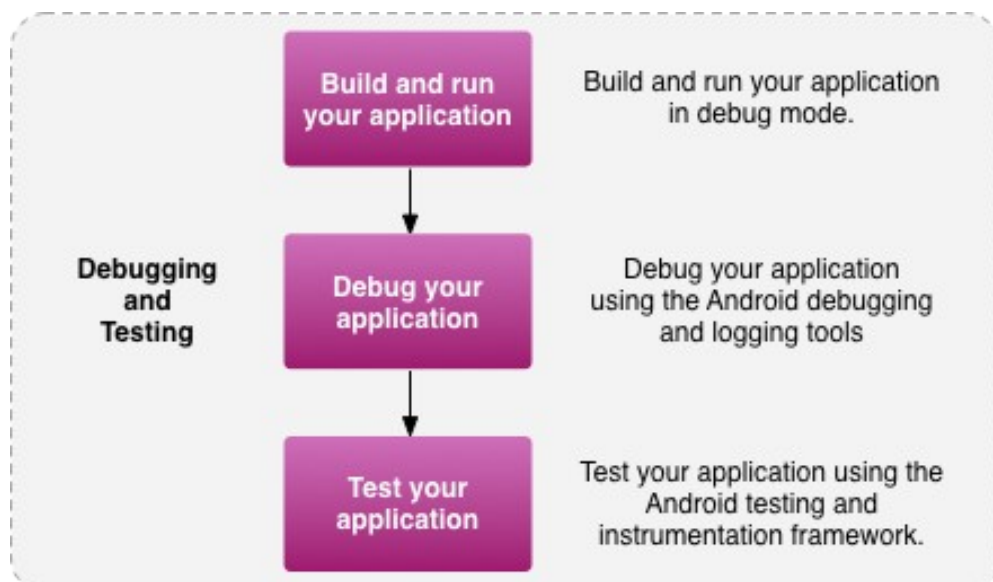 Build and run
your application
Build and run your application
in debug mode.
Debugging
and
Testing
Debug your
application
Debug your application
using the Android debugging
and logging tools
Test your
application
Test your application using the
Android testing and
instrumentation framework.